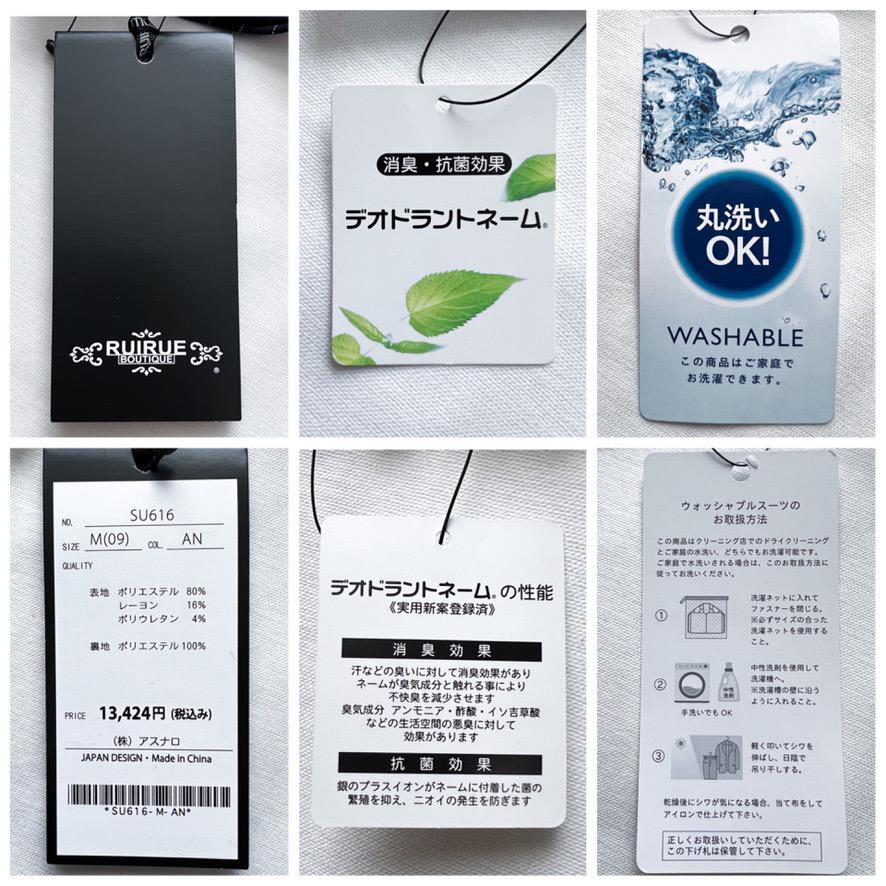 RUIRUE
BOUTIQUE
®
消臭・抗菌効果
デオドラントネーム®
丸洗い
OK!
WASHABLE
この商品はご家庭で
お洗濯できます。
NO. SU616
SIZE M(09) COL. AN
QUALITY
表地 ポリエステル 80%
レーヨン 16%
ポリウレタン 4%
裏地 ポリエステル 100%
PRICE 13,424円 (税込み)
(株) アスナロ
JAPAN DESIGN・Made in China
*SU616-M-AN*
デオドラントネーム®の性能
《実用新案登録済》
消臭効果
汗などの臭いに対して消臭効果があり
ネームが臭気成分と触れる事により
不快臭を減少させます
臭気成分 アンモニア・酢酸・イソ吉草酸
などの生活空間の悪臭に対して
効果があります
抗菌効果
銀のプラスイオンがネームに付着した菌の
繁殖を抑え、ニオイの発生を防ぎます
ウォッシャブルスーツの
お取扱方法
この商品はクリーニング店でのドライクリーニング
とご家庭の水洗い、どちらでもお洗濯可能です。
ご家庭で水洗いされる場合は、このお取扱方法に
従ってお洗いください。
① 洗濯ネットに入れて
ファスナーを閉じる。
※必ずサイズの合った
洗濯ネットを使用する
こと。
② 中性洗剤を使用して
洗濯機へ。
※洗濯槽の壁に沿う
ように入れること。
中性
洗剤
手洗いでもOK
③ 軽く叩いてシワを
伸ばし、日陰で
吊り干しする。
乾燥後にシワが気になる場合、当て布をして
アイロンで仕上げて下さい。
正しくお取扱いしていただくために、
この下げ札は保管して下さい。